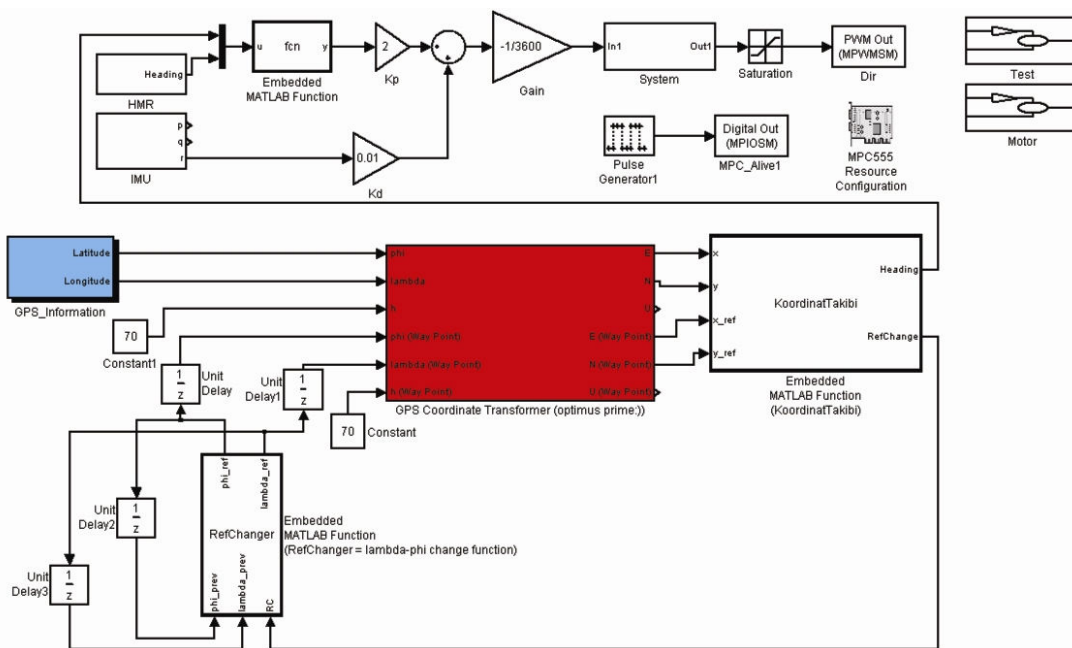 u
fcn
y
2
Kp
-1/3600
Gain
In1
Out1
System
Saturation
PWM Out
(MPWMSM)
Dir
Test
Embedded
MATLAB Function
Heading
HMR
p
q
r
IMU
0.01
Kd
Pulse
Generator1
Digital Out
(MPIOSM)
MPC_Alive1
MPC555
Resource
Configuration
Motor
Latitude
Longitude
GPS_Information
phi
lambda
h
phi (Way Point)
lambda (Way Point)
h (Way Point)
E
N
U
E (Way Point)
N (Way Point)
U (Way Point)
GPS Coordinate Transformer (optimus prime:))
x
y
x_ref
y_ref
KoordinatTakibi
Heading
RefChange
Embedded
MATLAB Function
(KoordinatTakibi)
70
Constant1
1
z
Unit
Delay
Unit
Delay1
1
z
70
Constant
phi_ref
lambda_ref
RefChanger
phi_prev
lambda_prev
RC
Embedded
MATLAB Function
(RefChanger = lambda-phi change function)
Unit
Delay2
1
z
Unit
Delay3
1
z